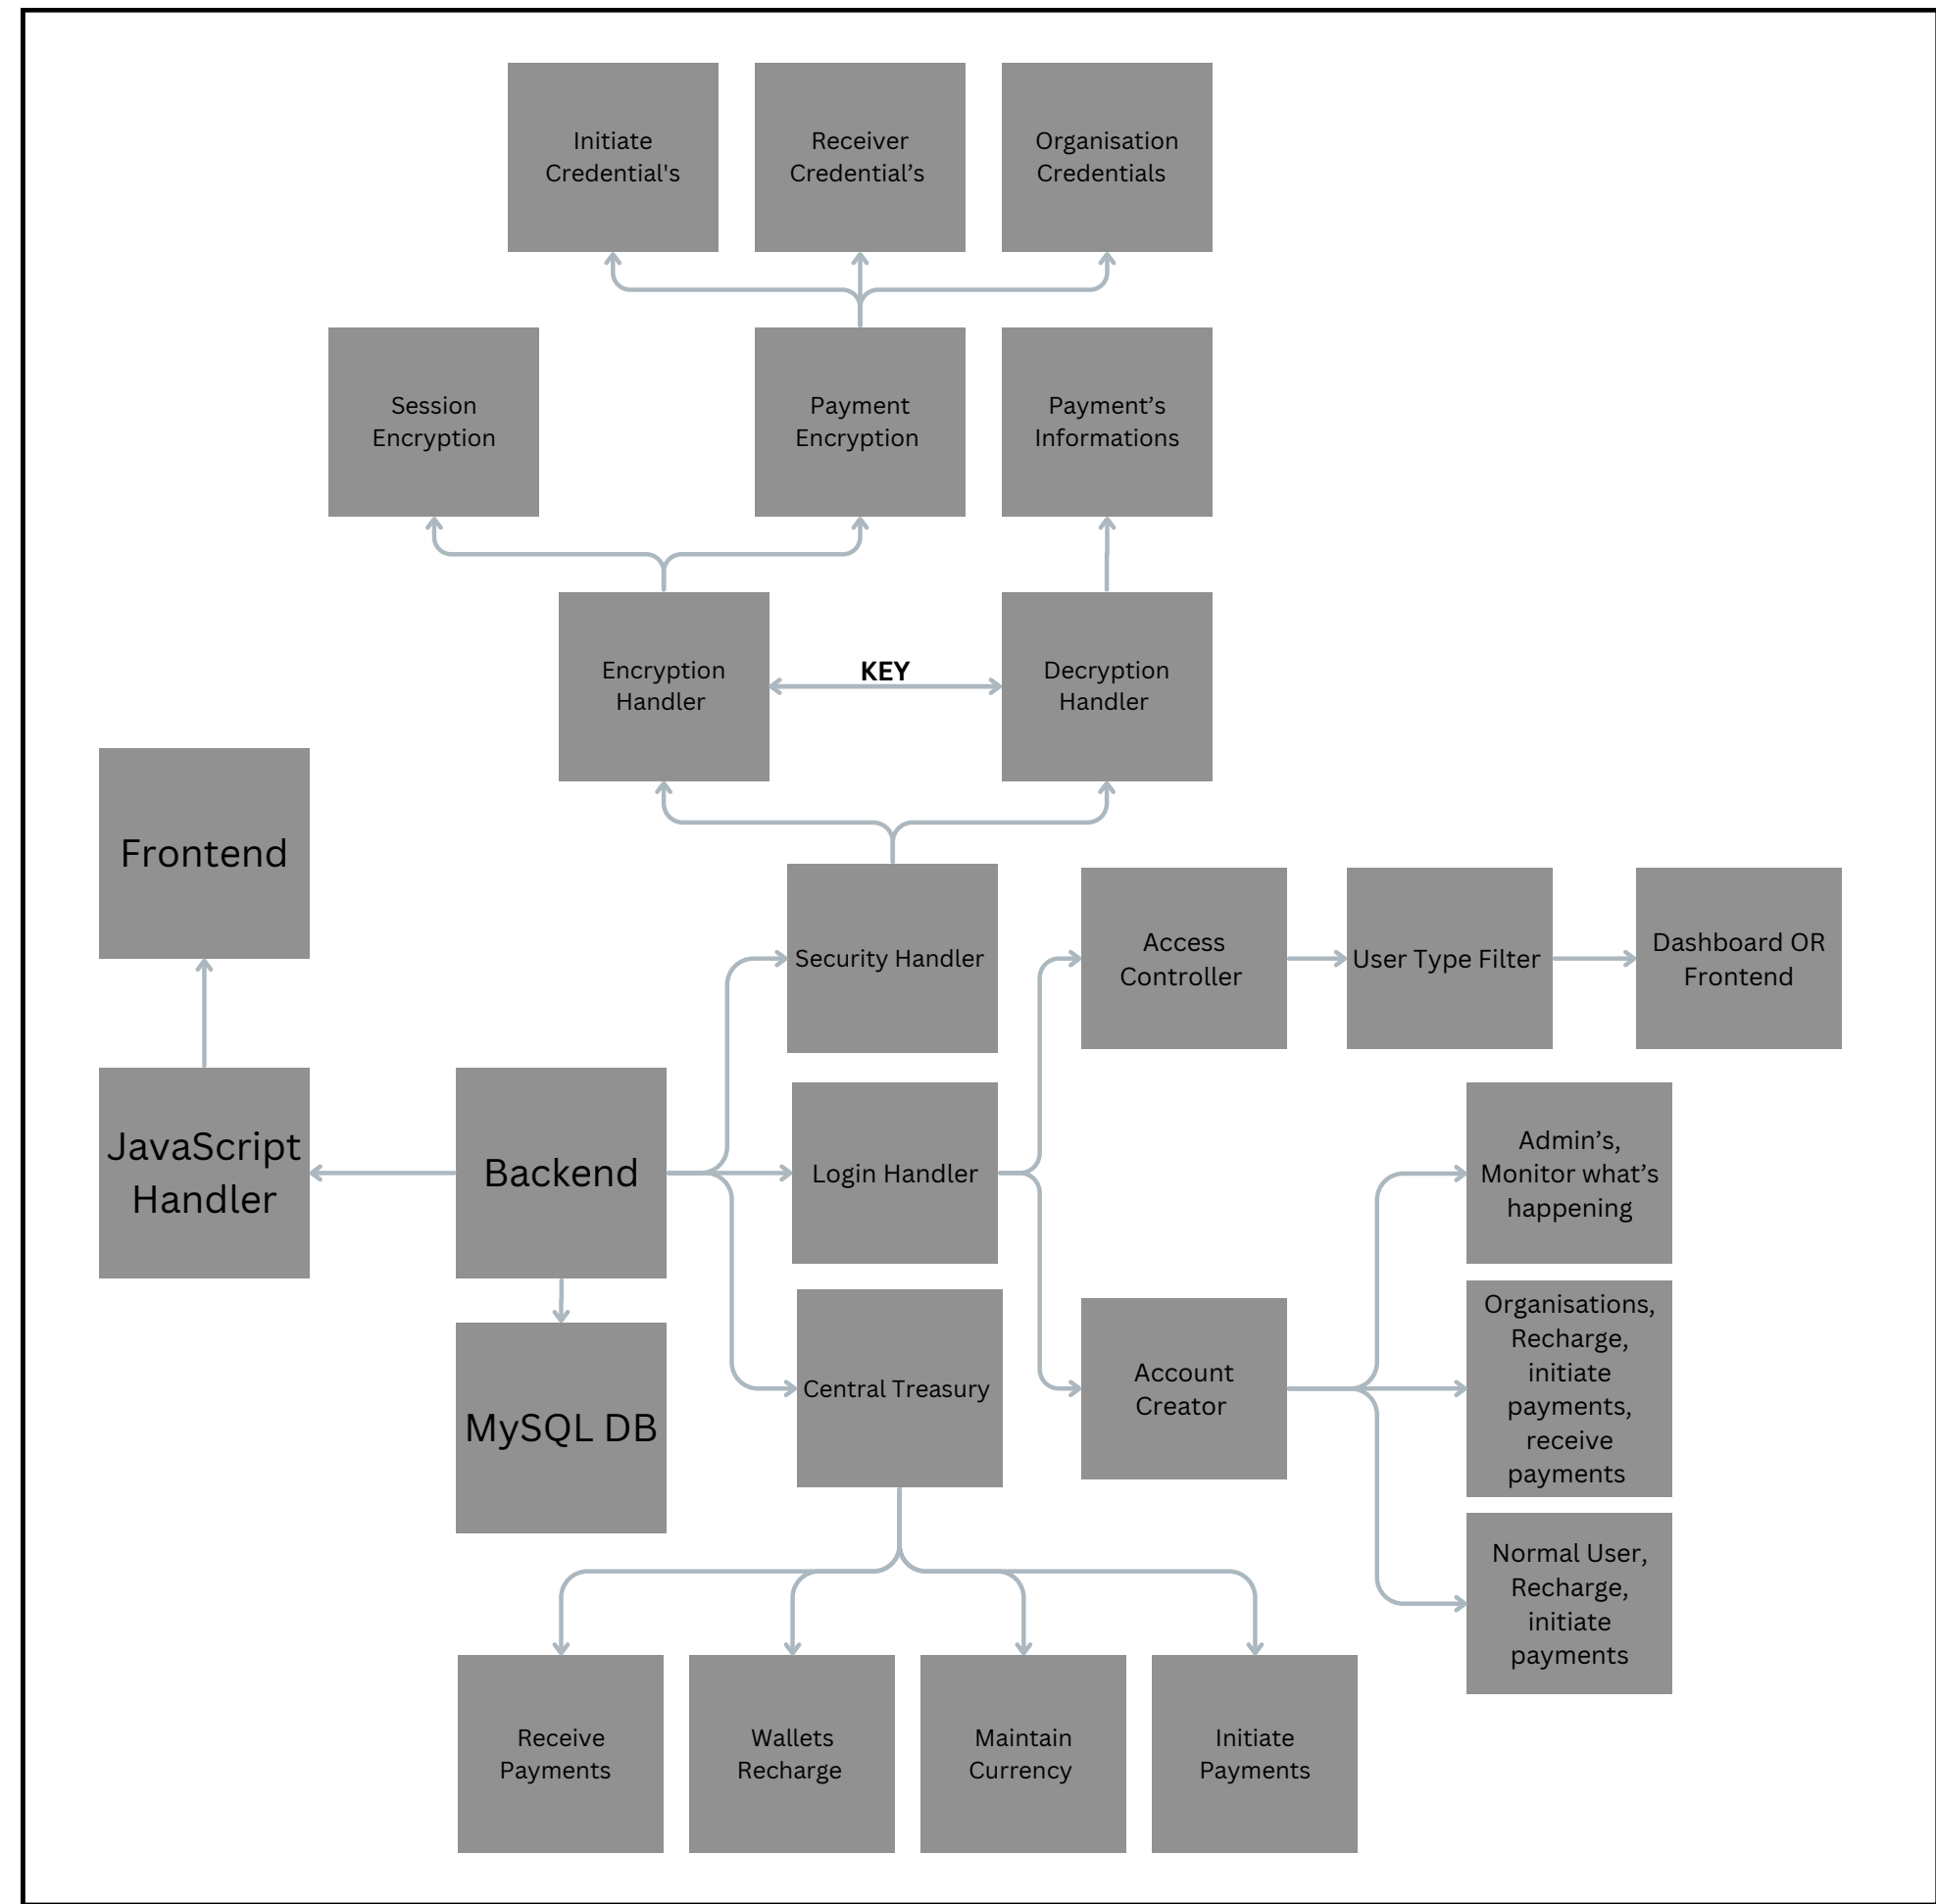 Initiate
Credential's
Receiver
Credential’s
Organisation
Credentials
Session
Encryption
Payment
Encryption
Payment’s
Informations
Encryption
Handler
KEY
Decryption
Handler
Frontend
Security Handler
Access
Controller
User Type Filter
Dashboard OR
Frontend
JavaScript
Handler
Backend
Login Handler
Admin’s,
Monitor what’s
happening
MySQL DB
Central Treasury
Account
Creator
Organisations,
Recharge,
initiate
payments,
receive
payments
Normal User,
Recharge,
initiate
payments
Receive
Payments
Wallets
Recharge
Maintain
Currency
Initiate
Payments